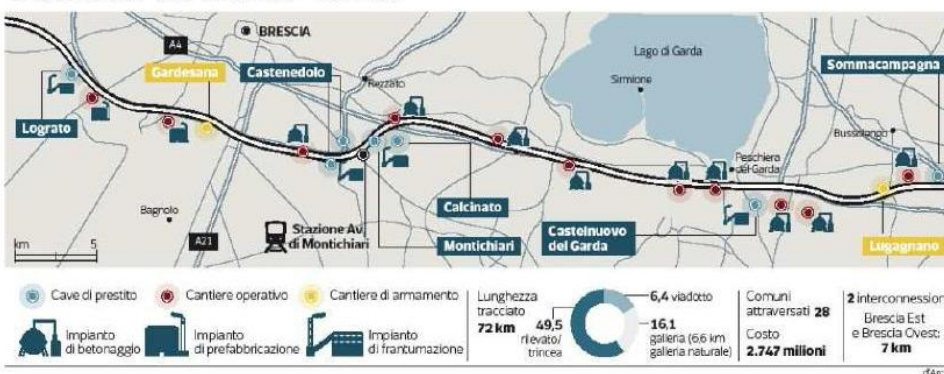 BRESCIA
A4
Lago di Garda
Gardesana
Castenedolo
Sommacampagna
Rezzato
Sirmione
Lograto
Bussolengo
Peschiera
del Garda
Calcinato
Bagnolo
Stazione Av
di Montichiari
Castelnuovo
del Garda
A21
Montichiari
Lugagnano
km 5
Cave di prestito
Cantiere operativo
Cantiere di armamento
Impianto
di betonaggio
Impianto
di prefabbricazione
Impianto
di frantumazione
Lunghezza
tracciato
72 km
49,5
rilevato/
trincea
6,4 viadotto
16,1
galleria (6,6 km
galleria naturale)
Comuni
attraversati 28
Costo
2.747 milioni
2 interconnession
Brescia Est
e Brescia Ovest:
7 km